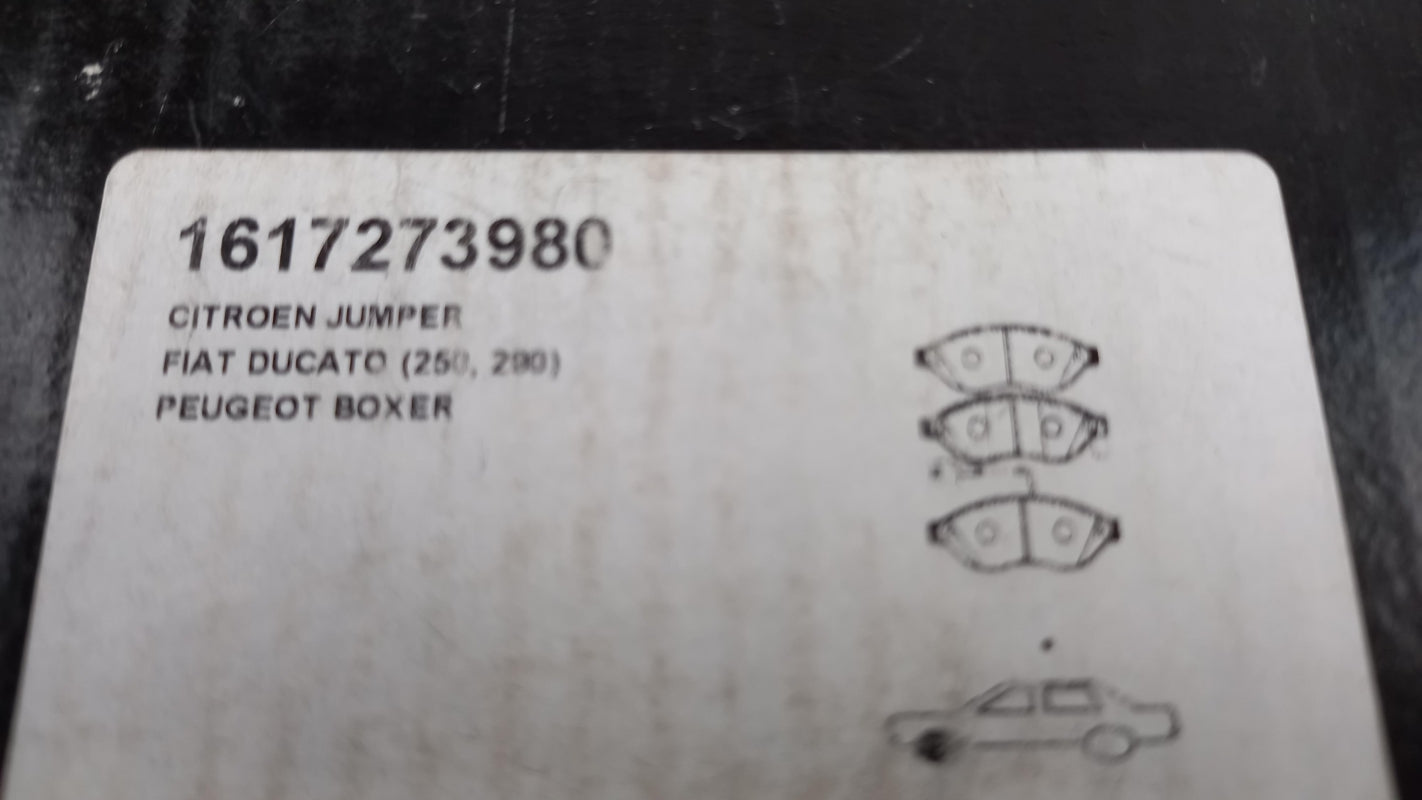 1617273980
CITROEN JUMPER
FIAT DUCATO (250, 290)
PEUGEOT BOXER